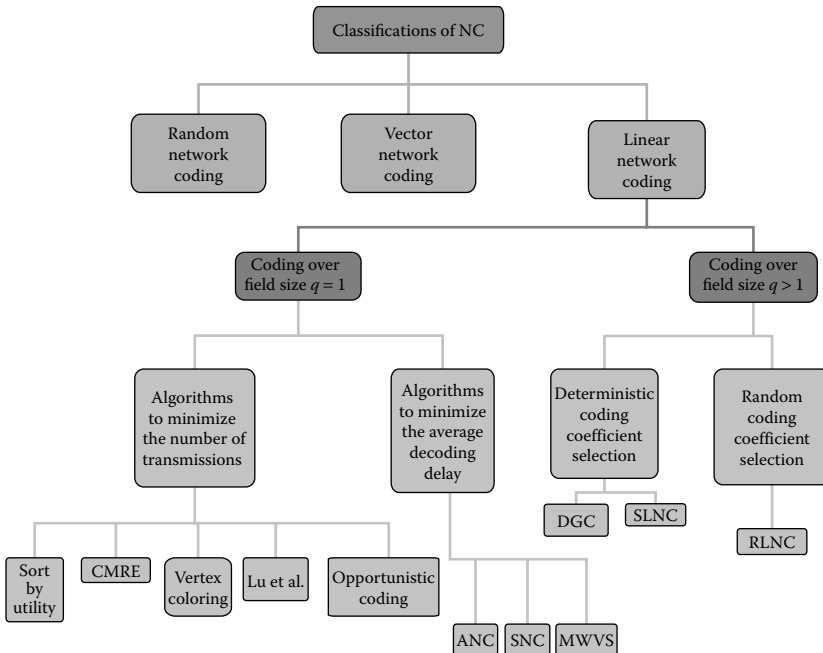 Classifications of NC
Random
network
coding
Vector
network
coding
Linear
network
coding
Coding over
field size q = 1
Coding over
field size q > 1
Algorithms
to minimize
the number of
transmissions
Algorithms
to minimize
the average
decoding
delay
Deterministic
coding
coefficient
selection
Random
coding
coefficient
selection
Sort
by
utility
CMRE
Vertex
coloring
Lu et al.
Opportunistic
coding
ANC
SNC
MWVS
DGC
SLNC
RLNC